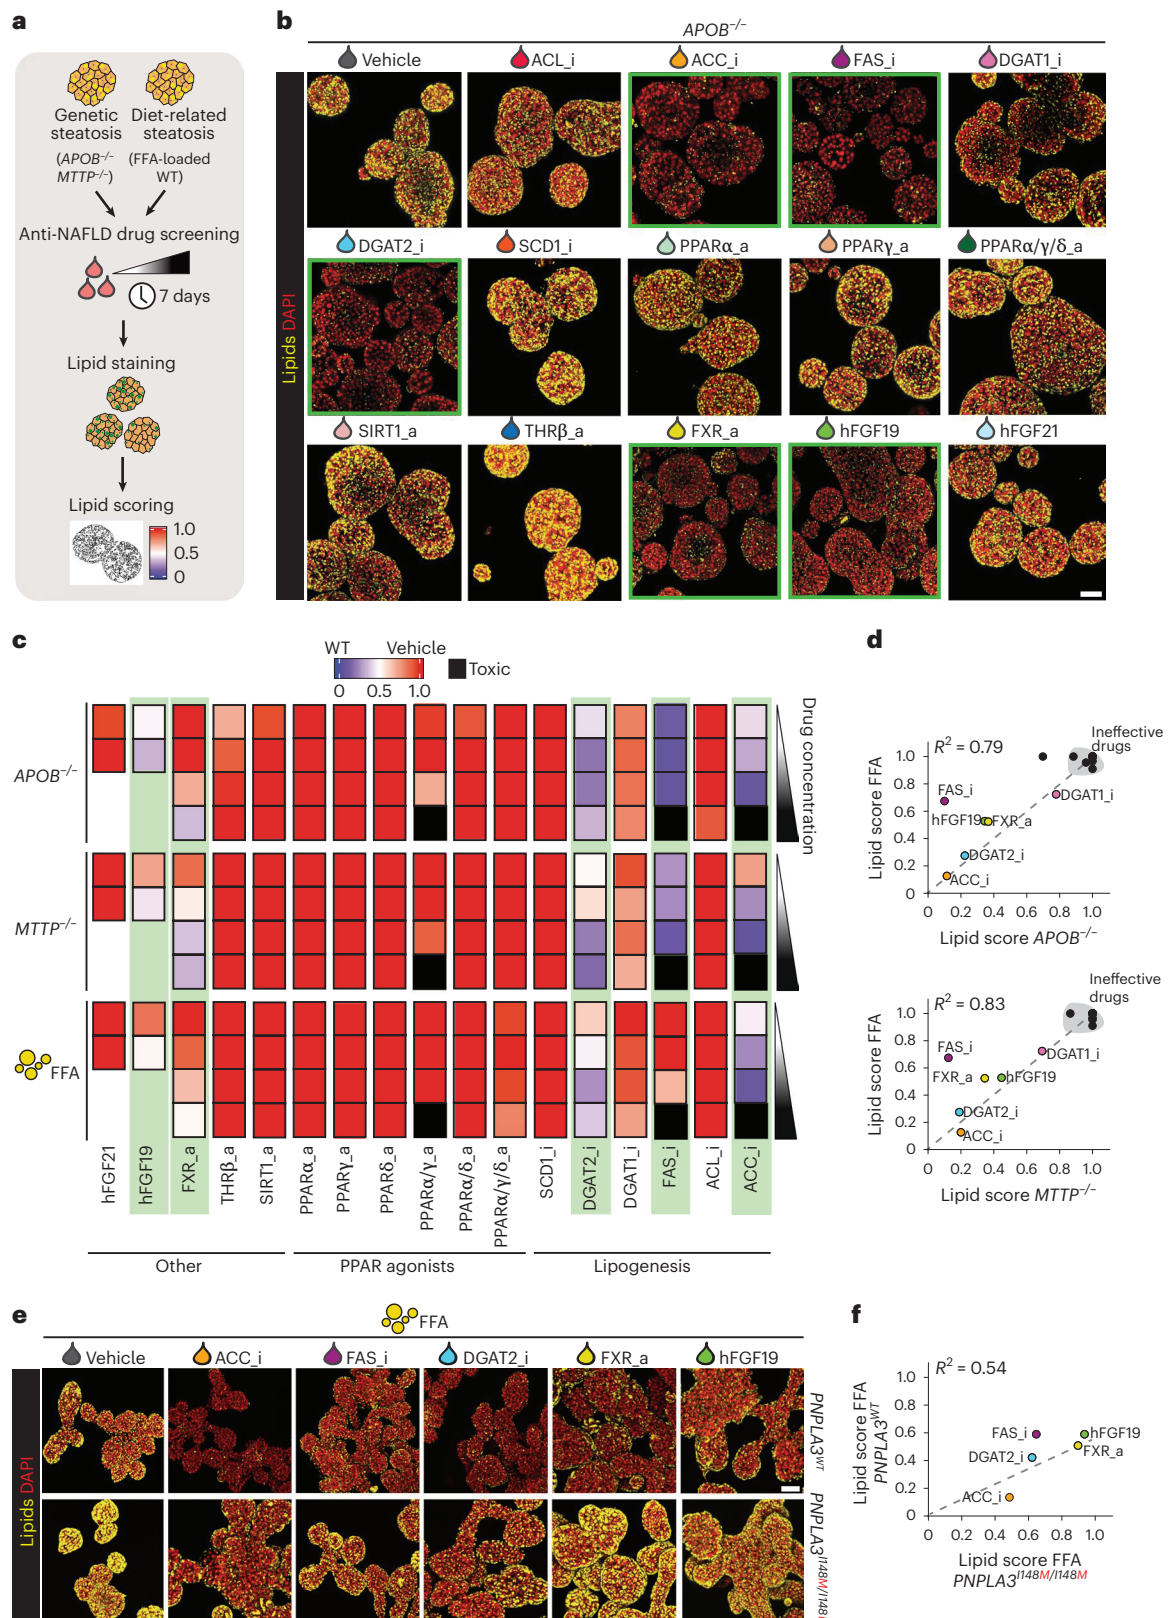 a
Genetic steatosis
Diet-related steatosis
(APOB−/− MTTP−/−)
(FFA-loaded WT)
Anti-NAFLD drug screening
7 days
Lipid staining
Lipid scoring
1.0
0.5
0
b
APOB−/−
Vehicle
ACL_i
ACC_i
FAS_i
DGAT1_i
DGAT2_i
SCD1_i
PPARα_a
PPARγ_a
PPARα/γ/δ_a
SIRT1_a
THRβ_a
FXR_a
hFGF19
hFGF21
Lipids DAPI
c
WT
Vehicle
0
0.5
1.0
Toxic
APOB−/−
MTTP−/−
FFA
Drug concentration
hFGF21
hFGF19
FXR_a
THRβ_a
SIRT1_a
PPARα_a
PPARγ_a
PPARδ_a
PPARα/γ_a
PPARα/δ_a
PPARα/γ/δ_a
SCD1_i
DGAT2_i
DGAT1_i
FAS_i
ACL_i
ACC_i
Other
PPAR agonists
Lipogenesis
d
R2 = 0.79
Ineffective drugs
Lipid score FFA
1.0
0.8
0.6
0.4
0.2
0
FAS_i
DGAT1_i
hFGF19
FXR_a
DGAT2_i
ACC_i
0
0.2
0.4
0.6
0.8
1.0
Lipid score APOB−/−
R2 = 0.83
Ineffective drugs
Lipid score FFA
1.0
0.8
0.6
0.4
0.2
0
FAS_i
DGAT1_i
FXR_a
hFGF19
DGAT2_i
ACC_i
0
0.2
0.4
0.6
0.8
1.0
Lipid score MTTP−/−
e
FFA
Vehicle
ACC_i
FAS_i
DGAT2_i
FXR_a
hFGF19
Lipids DAPI
PNPLA3WT
PNPLA3I148M/I148
f
R2 = 0.54
Lipid score FFA
PNPLA3WT
1.0
0.8
0.6
0.4
0.2
0
FAS_i
hFGF19
DGAT2_i
FXR_a
ACC_i
0
0.2
0.4
0.6
0.8
1.0
Lipid score FFA
PNPLA3I148M/I148M